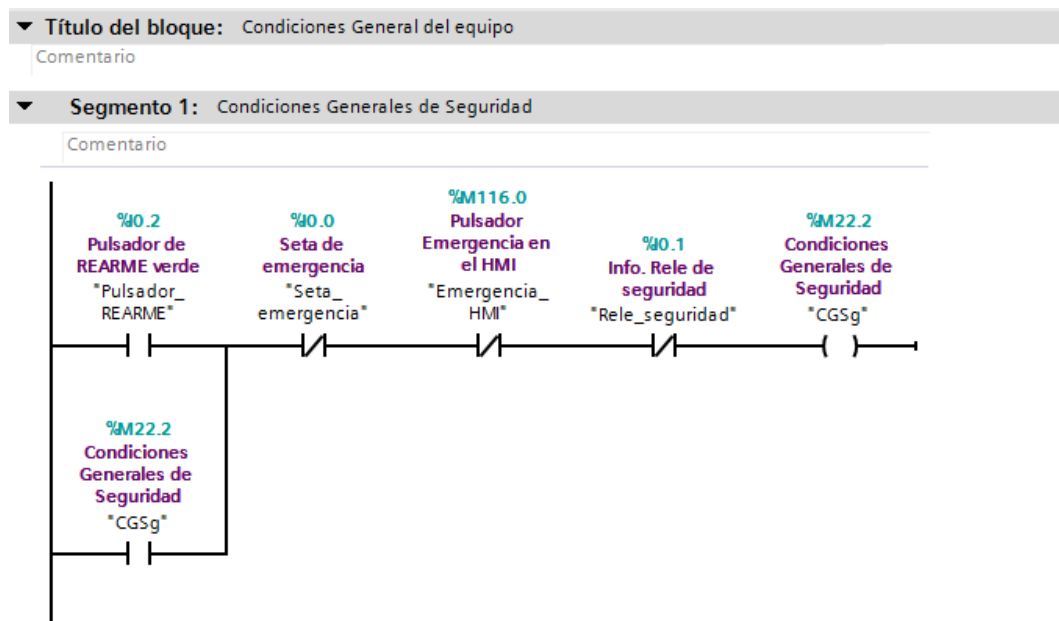 Título del bloque: Condiciones General del equipo
Comentario
Segmento 1: Condiciones Generales de Seguridad
Comentario
%I0.2
Pulsador de
REARME verde
"Pulsador_
REARME"
%I0.0
Seta de
emergencia
"Seta_
emergencia"
%M116.0
Pulsador
Emergencia en
el HMI
"Emergencia_
HMI"
%I0.1
Info. Rele de
seguridad
"Rele_seguridad"
%M22.2
Condiciones
Generales de
Seguridad
"CGSg"
%M22.2
Condiciones
Generales de
Seguridad
"CGSg"